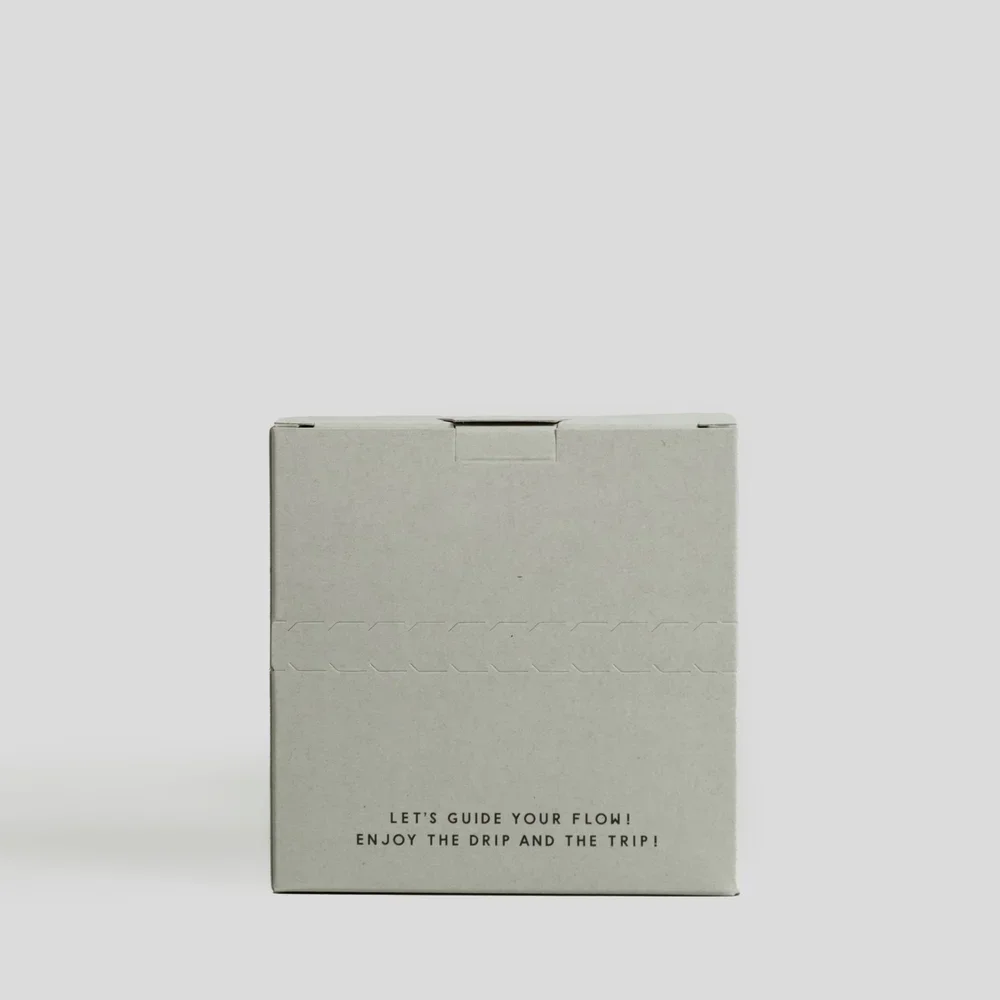 LET'S GUIDE YOUR FLOW!
ENJOY THE DRIP AND THE TRIP!